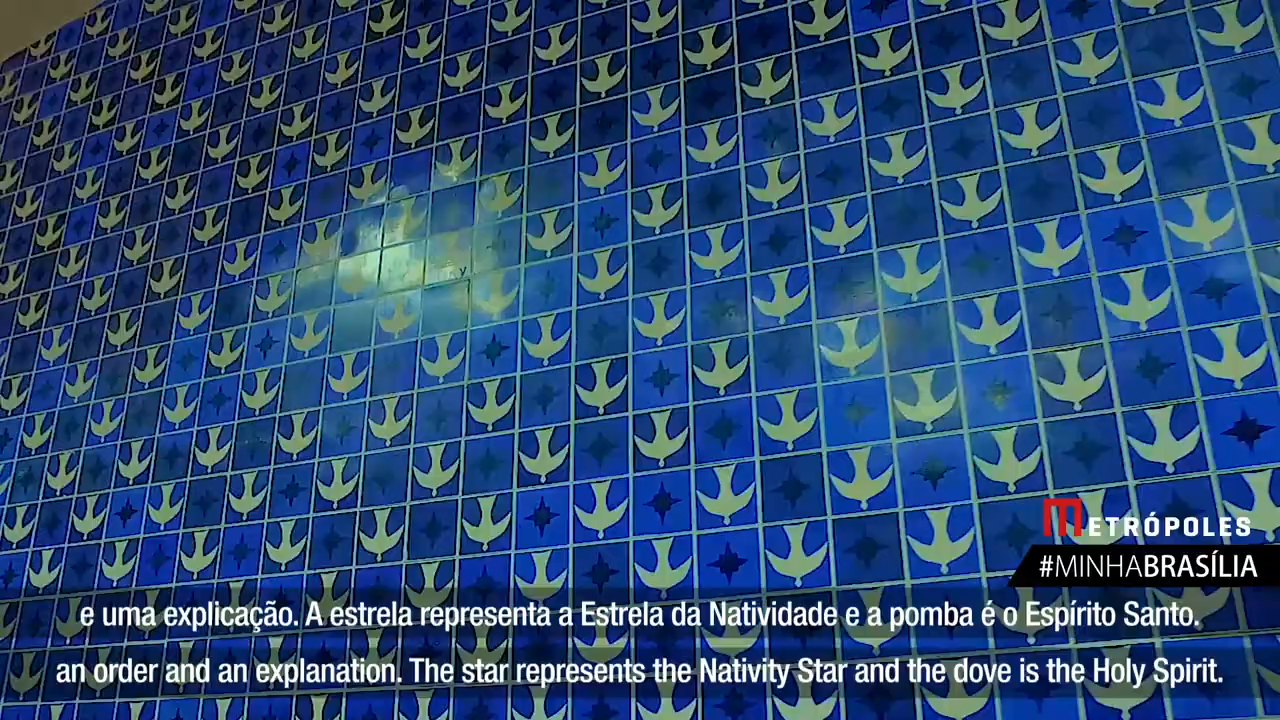 METRÓPOLES
#MINHABRASÍLIA
e uma explicação. A estrela representa a Estrela da Natividade e a pomba é o Espírito Santo.
an order and an explanation. The star represents the Nativity Star and the dove is the Holy Spirit.